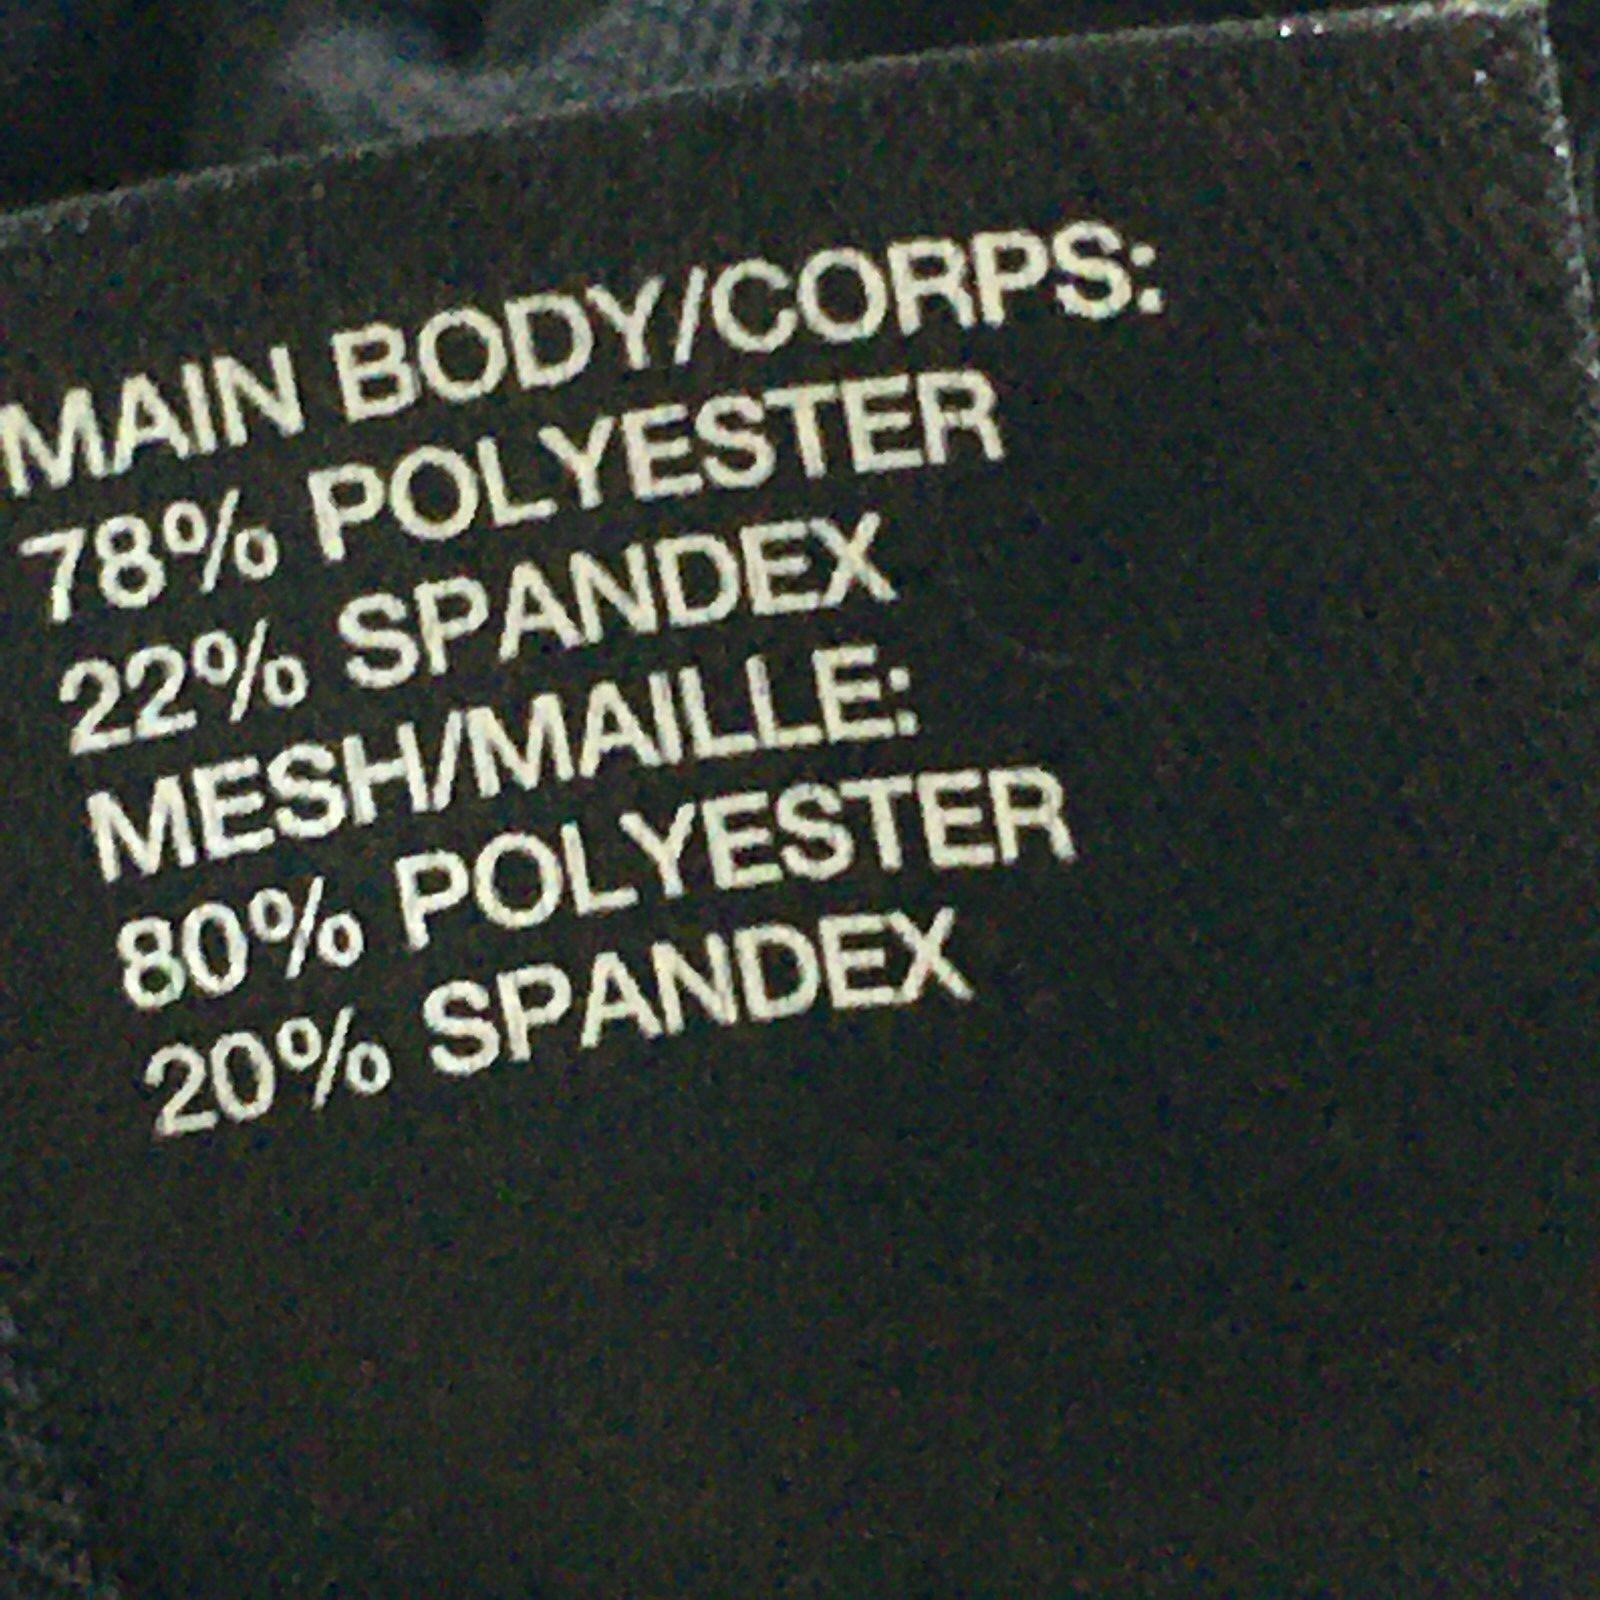 MAIN BODY/CORPS:
78% POLYESTER
22% SPANDEX
MESH/MAILLE:
80% POLYESTER
20% SPANDEX